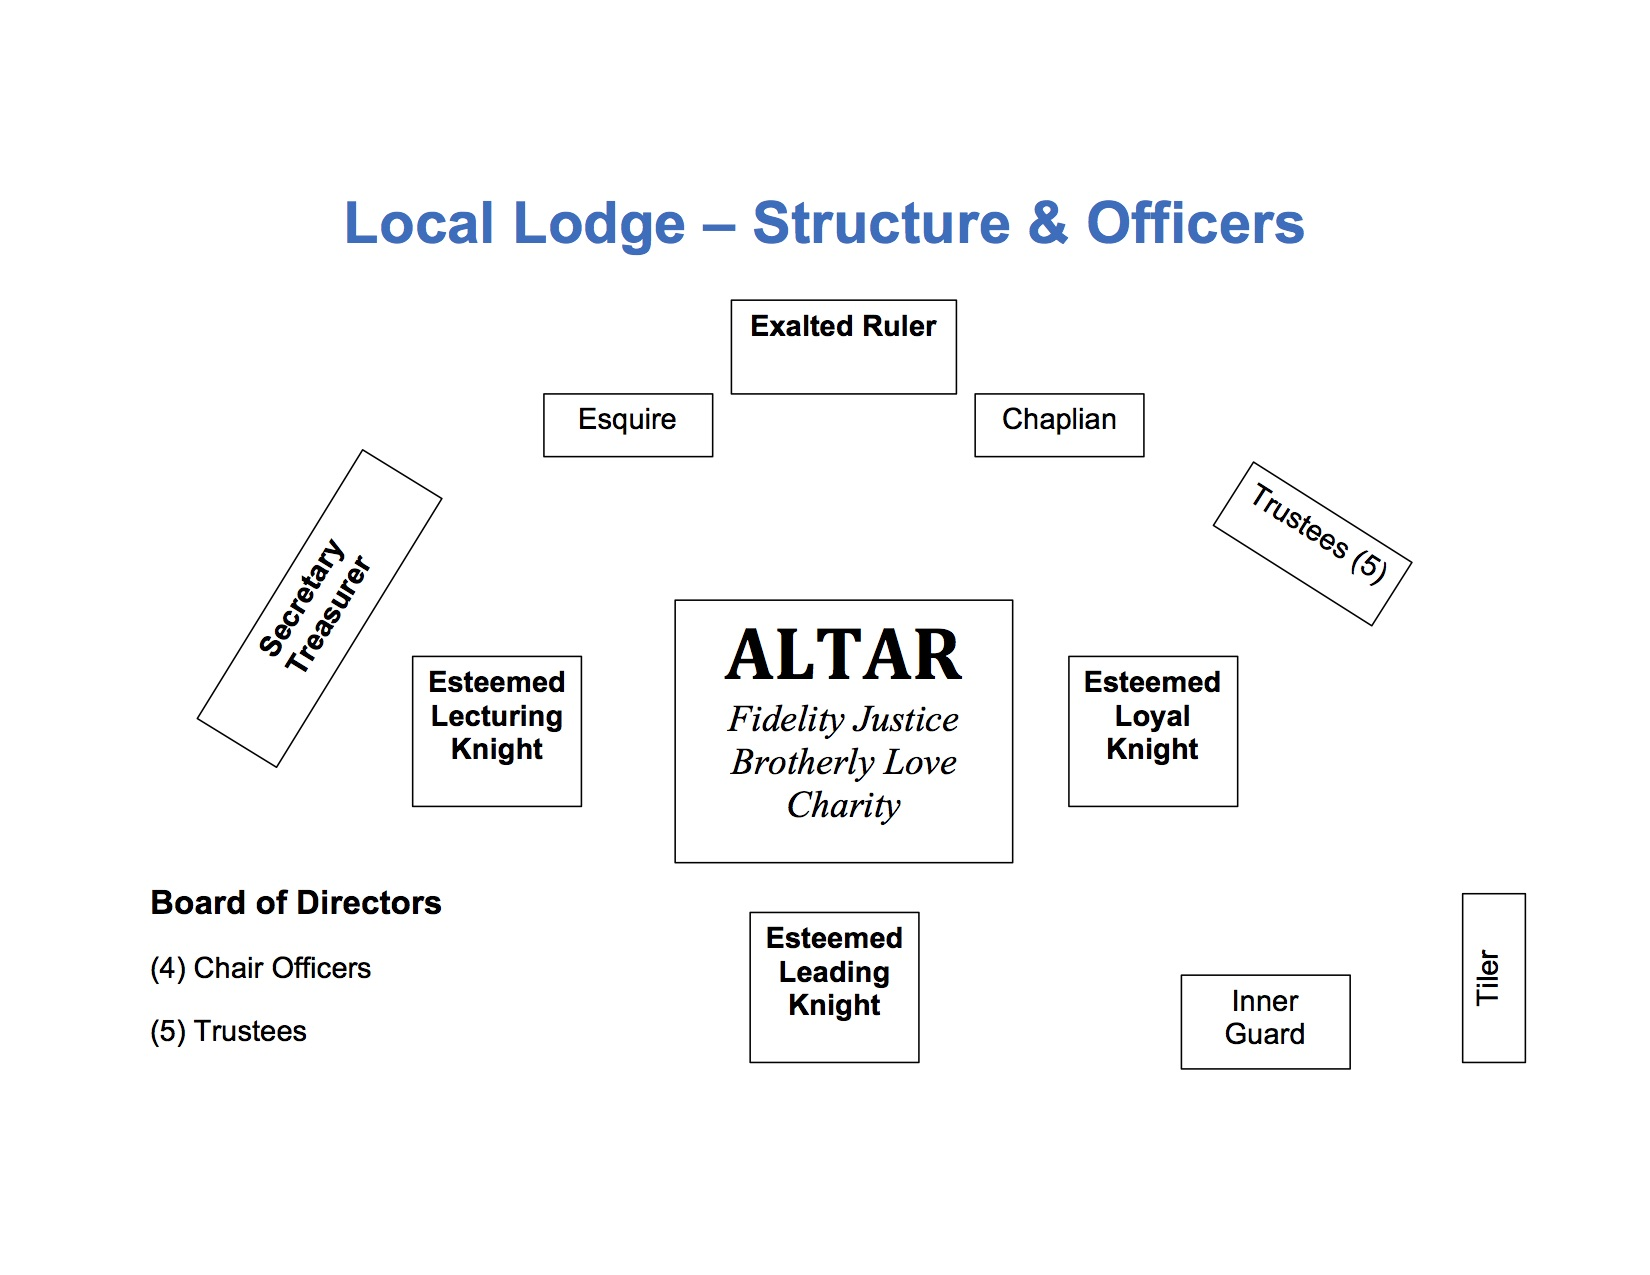 Local Lodge – Structure & Officers
Exalted Ruler
Esquire
Chaplian
Trustees (5)
Secretary
Treasurer
ALTAR
Fidelity Justice
Brotherly Love
Charity
Esteemed
Lecturing
Knight
Esteemed
Loyal
Knight
Board of Directors
(4) Chair Officers
(5) Trustees
Esteemed
Leading
Knight
Inner
Guard
Tiler